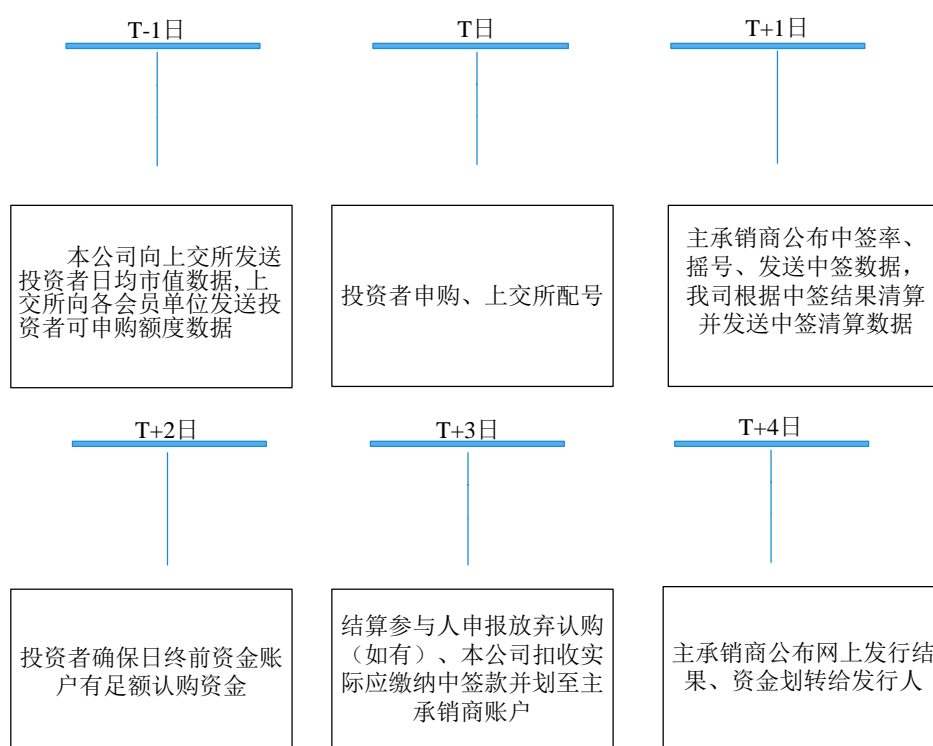 T-1日
T日
T+1日
本公司向上交所发送
投资者日均市值数据,上
交所向各会员单位发送投
资者可申购额度数据
投资者申购、上交所配号
主承销商公布中签率、
摇号、发送中签数据，
我司根据中签结果清算
并发送中签清算数据
T+2日
T+3日
T+4日
投资者确保日终前资金账
户有足额认购资金
结算参与人申报放弃认购
（如有）、本公司扣收实
际应缴纳中签款并划至主
承销商账户
主承销商公布网上发行结
果、资金划转给发行人